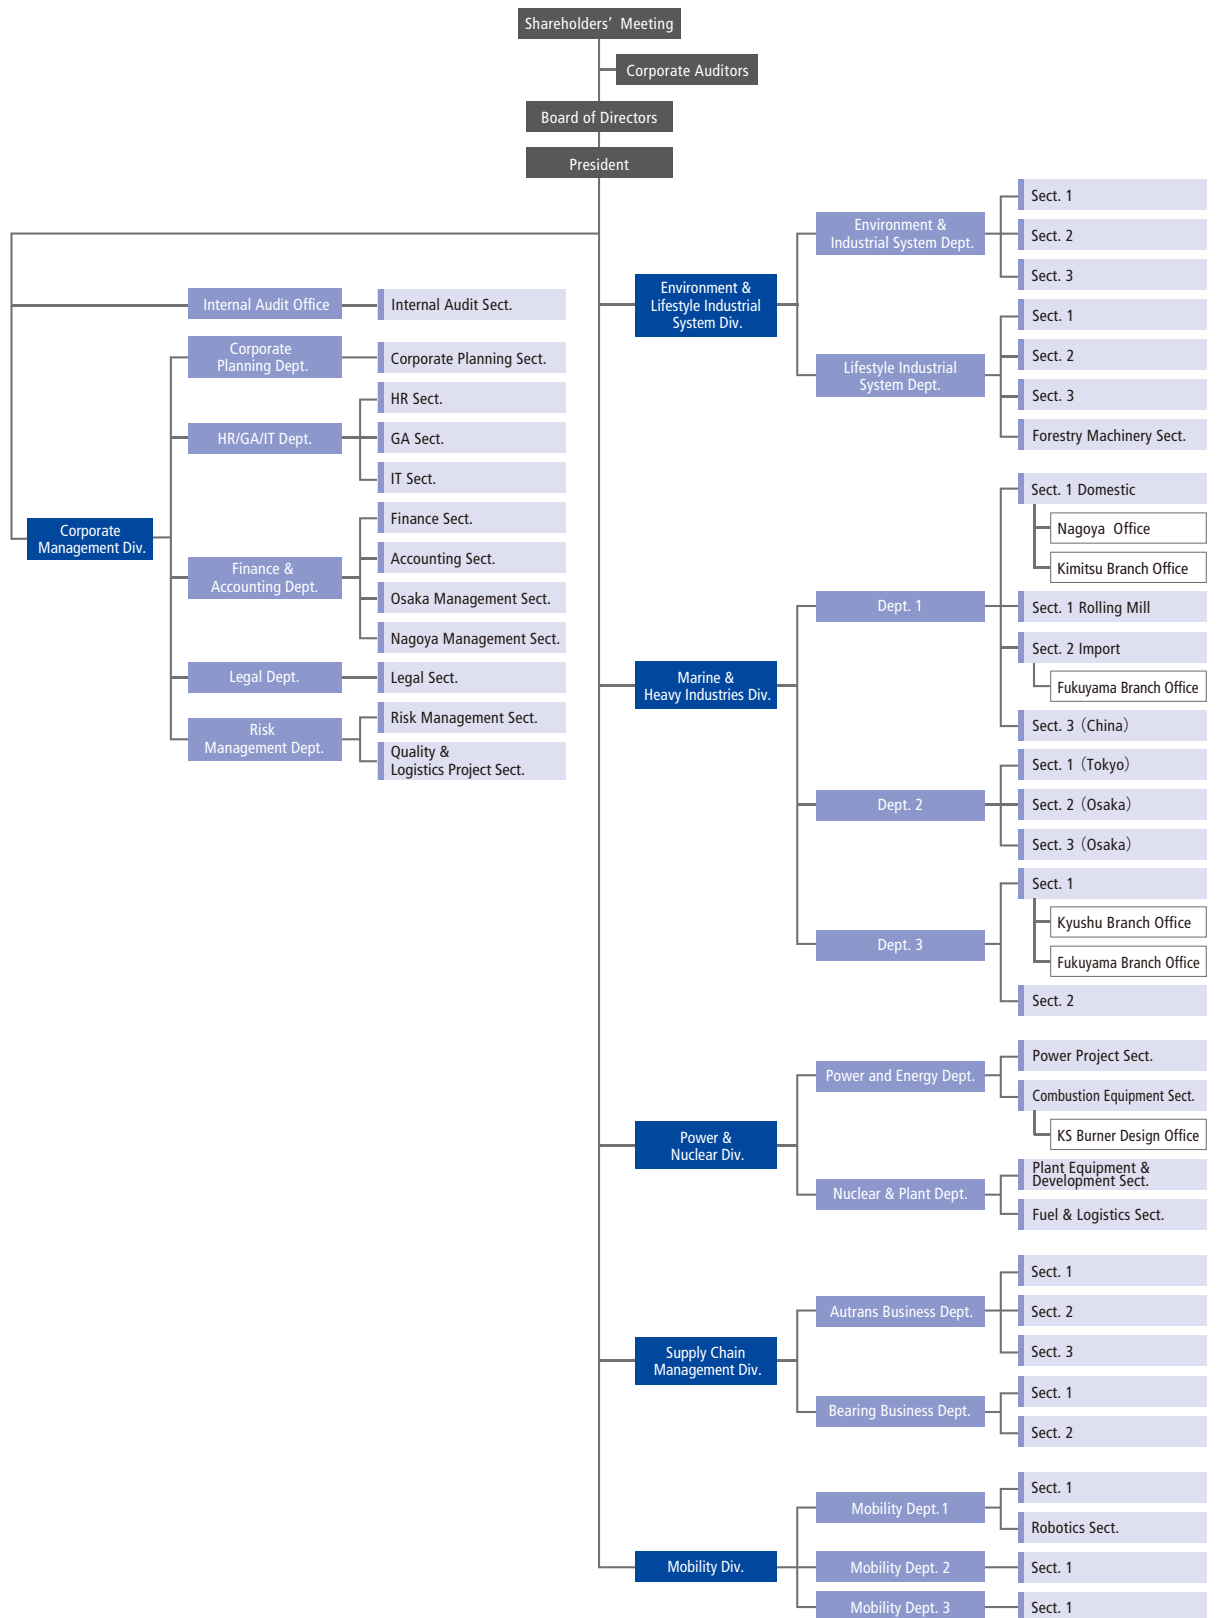 Shareholders’ Meeting
Corporate Auditors
Board of Directors
President
Internal Audit Office
Internal Audit Sect.
Corporate
Management Div.
Corporate
Planning Dept.
Corporate Planning Sect.
HR/GA/IT Dept.
HR Sect.
GA Sect.
IT Sect.
Finance &
Accounting Dept.
Finance Sect.
Accounting Sect.
Osaka Management Sect.
Nagoya Management Sect.
Legal Dept.
Legal Sect.
Risk
Management Dept.
Risk Management Sect.
Quality &
Logistics Project Sect.
Environment &
Lifestyle Industrial
System Div.
Environment &
Industrial System Dept.
Sect. 1
Sect. 2
Sect. 3
Lifestyle Industrial
System Dept.
Sect. 1
Sect. 2
Sect. 3
Forestry Machinery Sect.
Marine &
Heavy Industries Div.
Dept. 1
Sect. 1 Domestic
Nagoya Office
Kimitsu Branch Office
Sect. 1 Rolling Mill
Sect. 2 Import
Fukuyama Branch Office
Sect. 3（China）
Dept. 2
Sect. 1（Tokyo）
Sect. 2（Osaka）
Sect. 3（Osaka）
Dept. 3
Sect. 1
Kyushu Branch Office
Fukuyama Branch Office
Sect. 2
Power &
Nuclear Div.
Power and Energy Dept.
Power Project Sect.
Combustion Equipment Sect.
KS Burner Design Office
Nuclear & Plant Dept.
Plant Equipment &
Development Sect.
Fuel & Logistics Sect.
Supply Chain
Management Div.
Autrans Business Dept.
Sect. 1
Sect. 2
Sect. 3
Bearing Business Dept.
Sect. 1
Sect. 2
Mobility Div.
Mobility Dept. 1
Sect. 1
Robotics Sect.
Mobility Dept. 2
Sect. 1
Mobility Dept. 3
Sect. 1